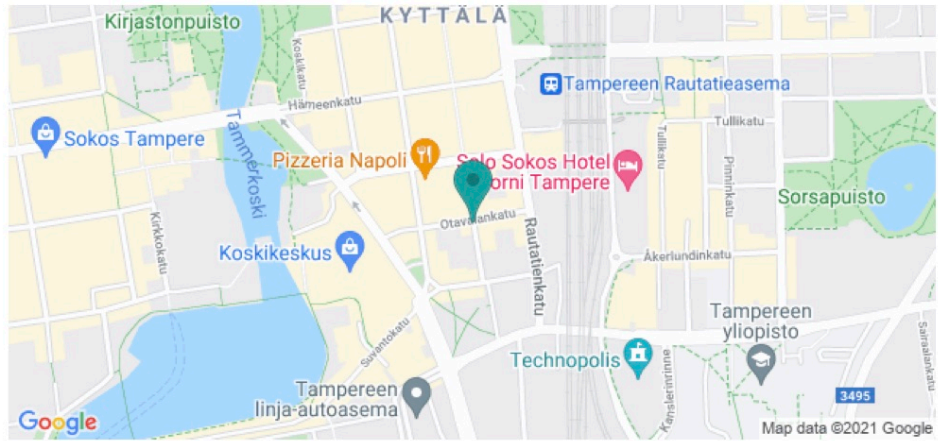 KYTTÄLÄ
Kirjastonpuisto
Koskikatu
Tampereen Rautatieasema
Hämeenkatu
Tullikatu
Sokos Tampere
Tammerkoski
Pizzeria Napoli
Solo Sokos Hotel
Torni Tampere
Tullikatu
Pinninkatu
Sorsapuisto
Kirkkokatu
Otavalankatu
Rautatienkatu
Koskikeskus
Åkerlundinkatu
Suvantokatu
Tampereen
yliopisto
Technopolis
Kanslerinrinne
Sairaalankatu
Tampereen
linja-autoasema
3495
Google
Map data ©2021 Google